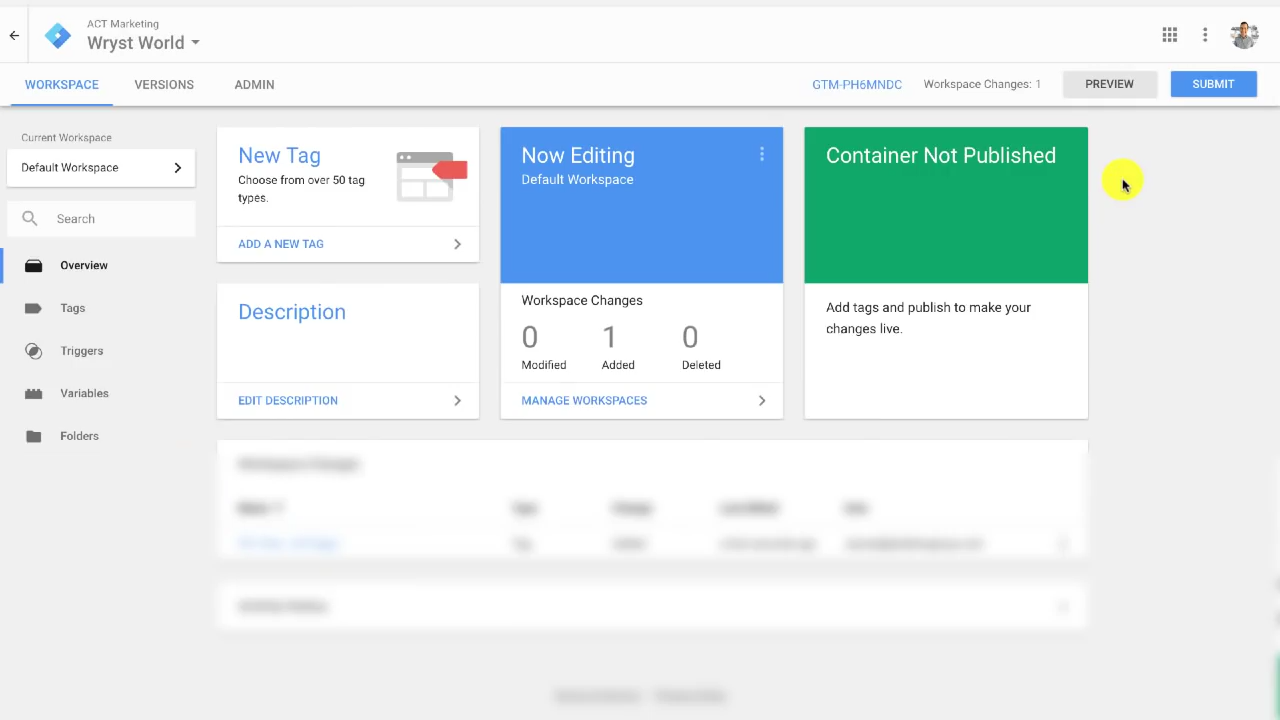 ACT Marketing
Wryst World
WORKSPACE
VERSIONS
ADMIN
GTM-PH6MNDC
Workspace Changes: 1
PREVIEW
SUBMIT
Current Workspace
Default Workspace
Search
Overview
Tags
Triggers
Variables
Folders
New Tag
Choose from over 50 tag
types.
ADD A NEW TAG
Description
EDIT DESCRIPTION
Now Editing
Default Workspace
Workspace Changes
0
1
0
Modified
Added
Deleted
MANAGE WORKSPACES
Container Not Published
Add tags and publish to make your
changes live.